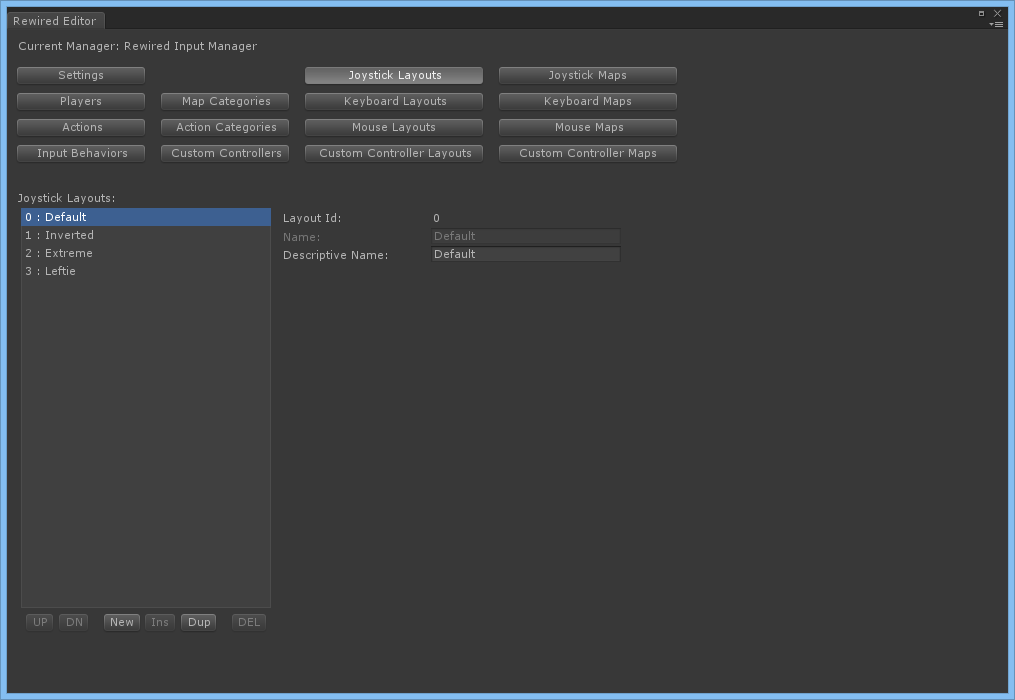 Rewired Editor
Current Manager: Rewired Input Manager
Settings Joystick Layouts Joystick Maps
Players Map Categories Keyboard Layouts Keyboard Maps
Actions Action Categories Mouse Layouts Mouse Maps
Input Behaviors Custom Controllers Custom Controller Layouts Custom Controller Maps
Joystick Layouts:
0 : Default
1 : Inverted
2 : Extreme
3 : Leftie
Layout Id: 0
Name: Default
Descriptive Name: Default
UP DN New Ins Dup DEL